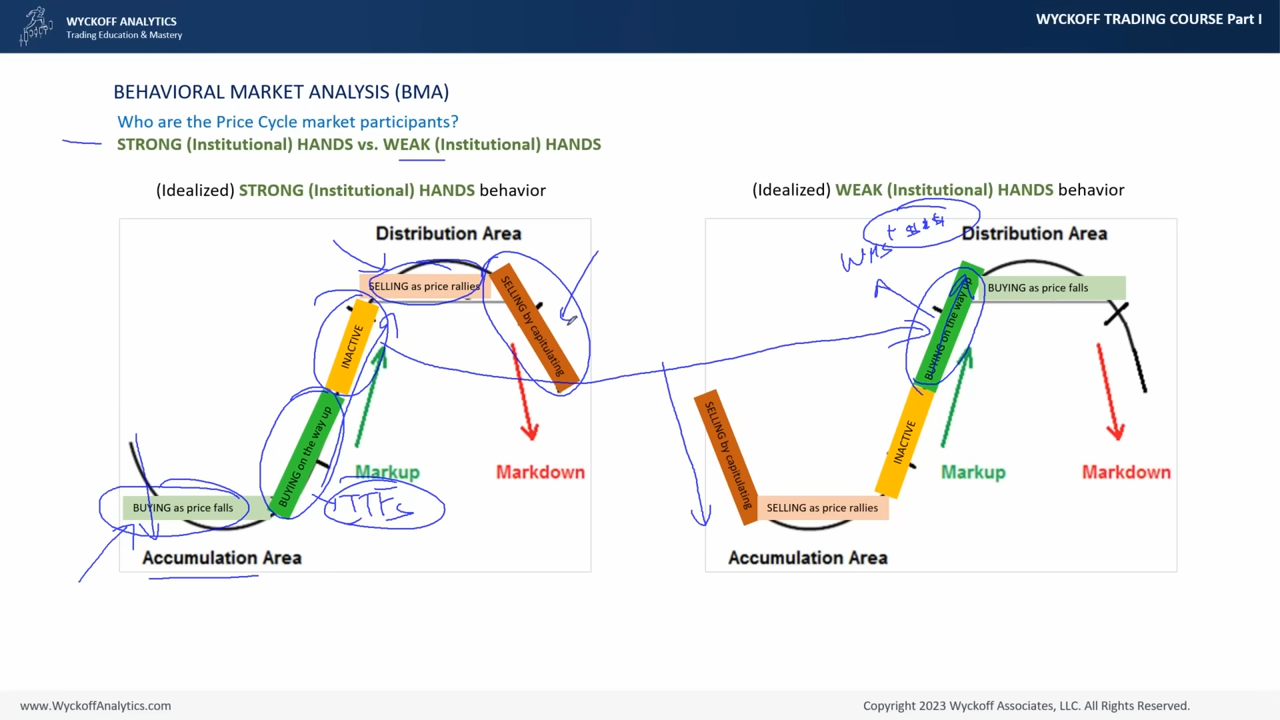 WYCKOFF ANALYTICS
Trading Education & Mastery
WYCKOFF TRADING COURSE Part I
BEHAVIORAL MARKET ANALYSIS (BMA)
Who are the Price Cycle market participants?
STRONG (Institutional) HANDS vs. WEAK (Institutional) HANDS
(Idealized) STRONG (Institutional) HANDS behavior
Distribution Area
SELLING as price rallies
SELLING by capitulating
INACTIVE
BUYING on the way up
Markup
Markdown
BUYING as price falls
TTFs
Accumulation Area
(Idealized) WEAK (Institutional) HANDS behavior
WHS
Distribution Area
BUYING as price falls
BUYING on the way up
SELLING by capitulating
INACTIVE
Markup
Markdown
SELLING as price rallies
Accumulation Area
www.WyckoffAnalytics.com
Copyright 2023 Wyckoff Associates, LLC. All Rights Reserved.